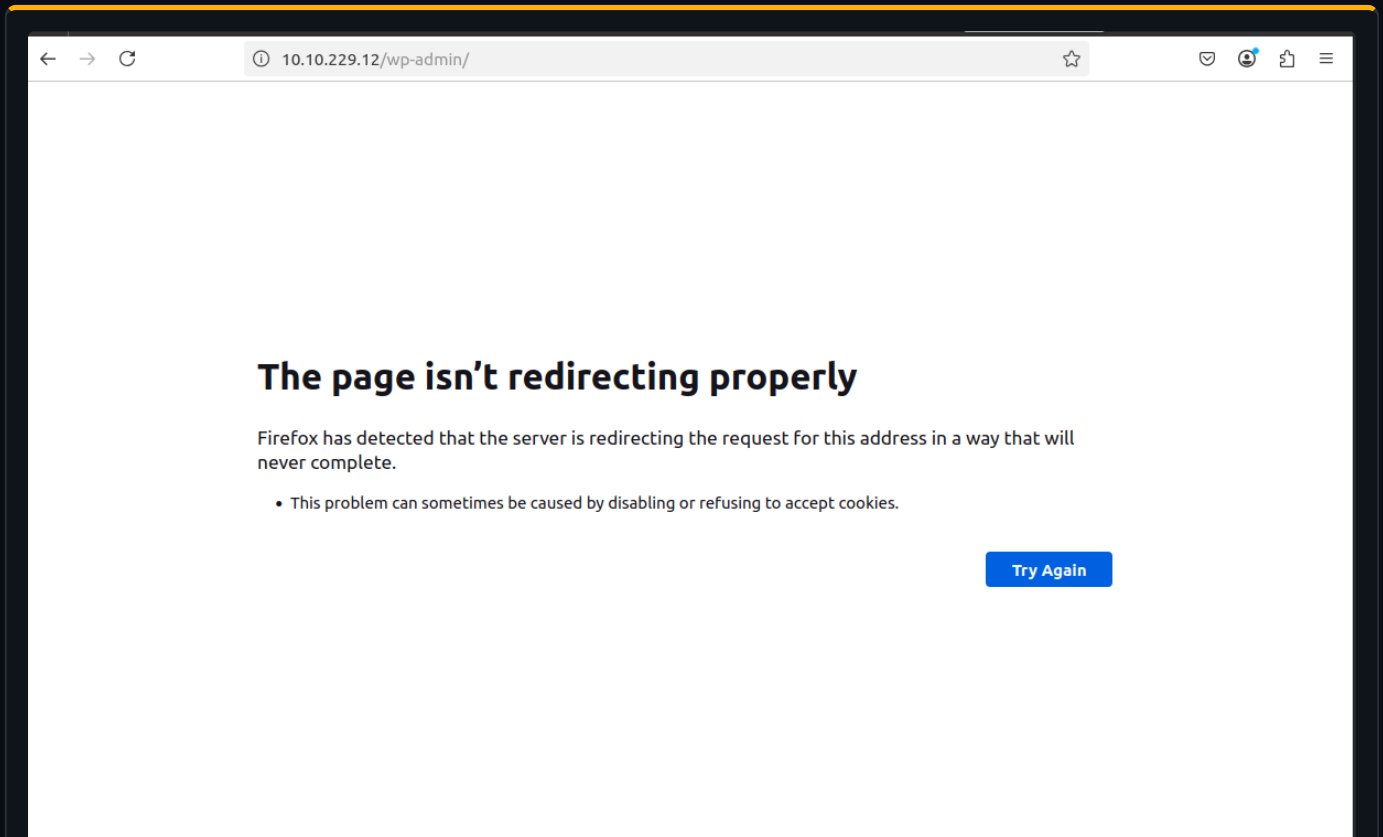 10.10.229.12/wp-admin/
The page isn’t redirecting properly
Firefox has detected that the server is redirecting the request for this address in a way that will
never complete.
• This problem can sometimes be caused by disabling or refusing to accept cookies.
Try Again